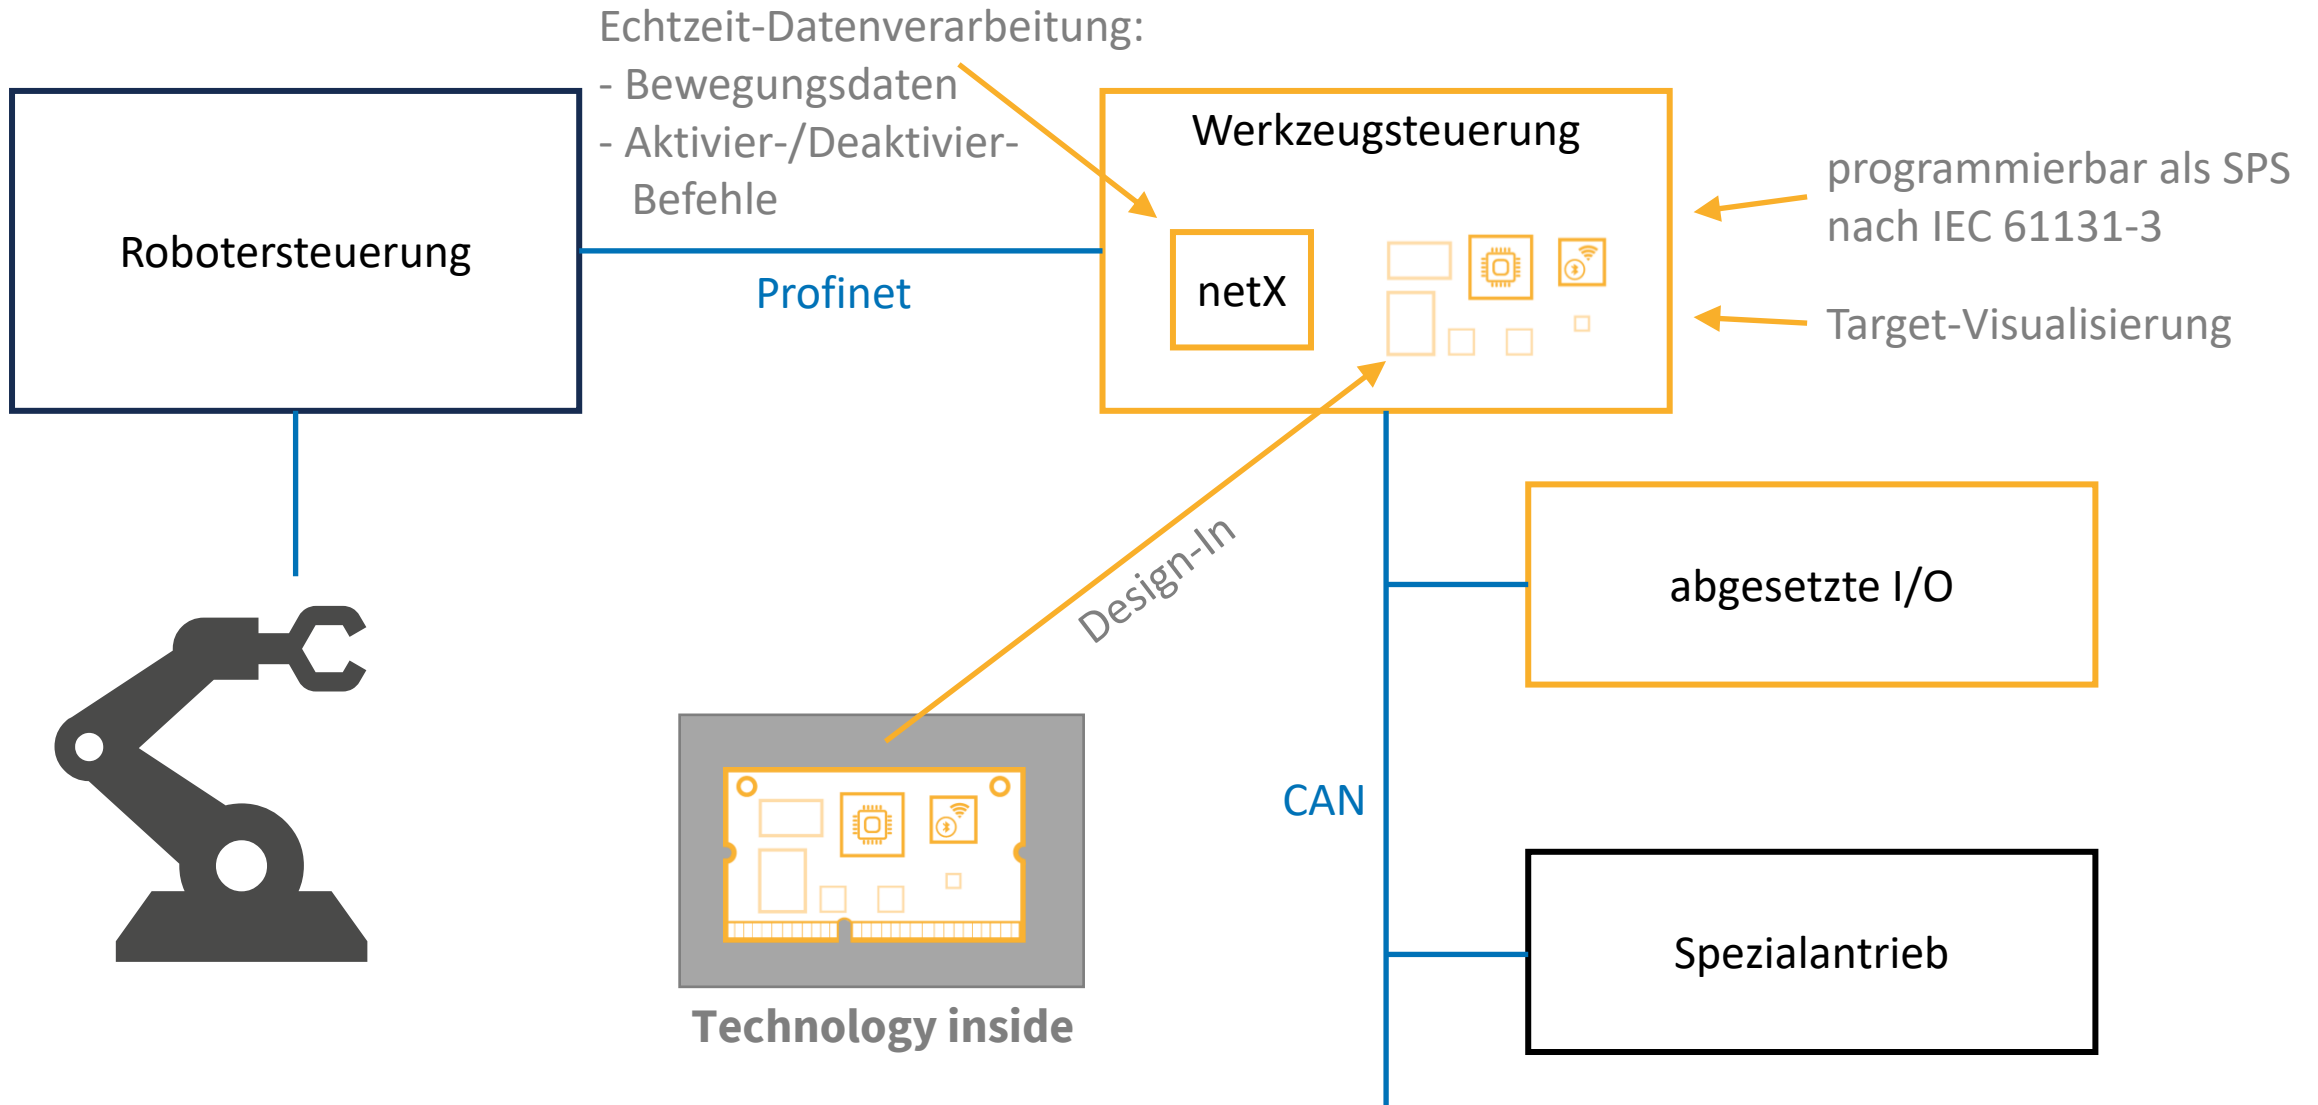 Echtzeit-Datenverarbeitung:
- Bewegungsdaten
- Aktivier-/Deaktivier-
Befehle
Robotersteuerung
Profinet
Werkzeugsteuerung
netX
programmierbar als SPS
nach IEC 61131-3
Target-Visualisierung
Design-In
abgesetzte I/O
CAN
Spezialantrieb
Technology inside